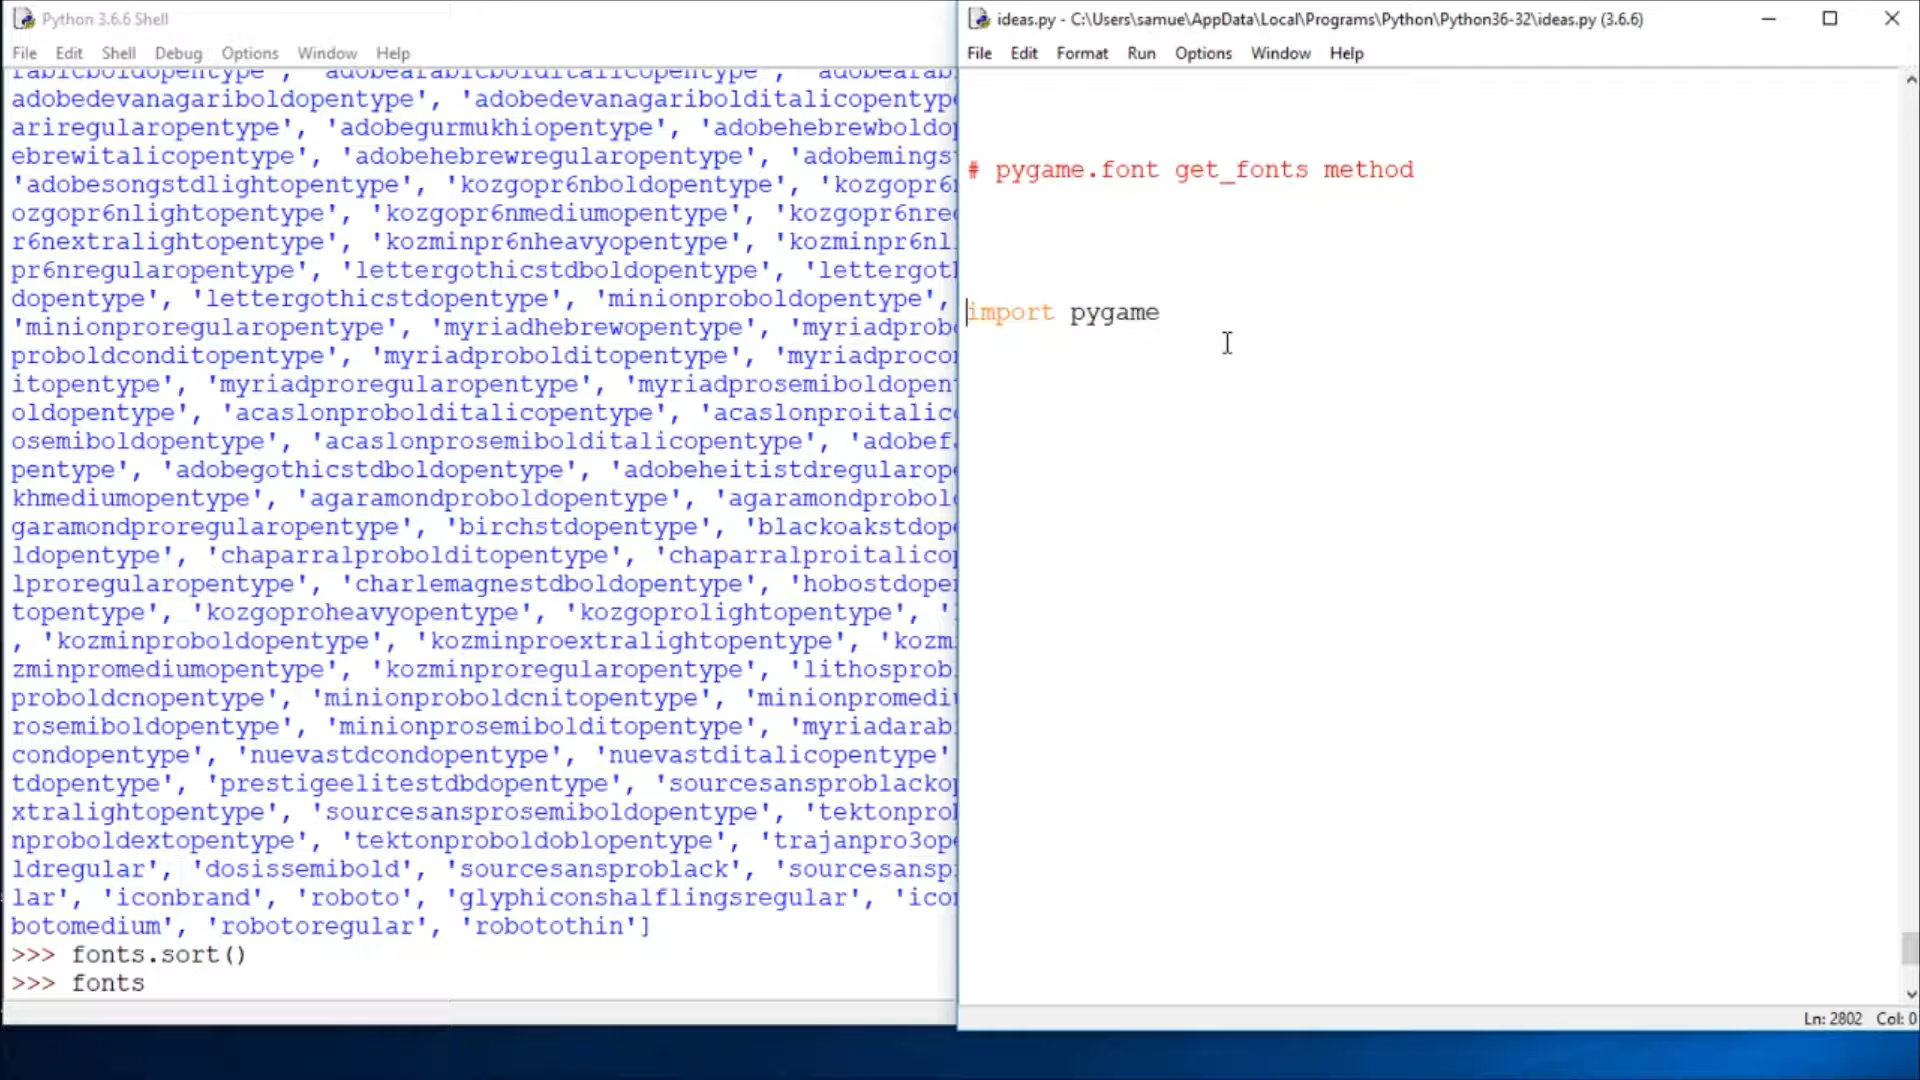 Python 3.6.6 Shell
File Edit Shell Debug Options Window Help
rabicboldopentype', 'adobearabicbolditalicopentype', 'adobearab
adobedevanagariboldopentype', 'adobedevanagaribolditalicopentyp
ariregularopentype', 'adobegurmukhiopentype', 'adobehebrewboldo
ebrewitalicopentype', 'adobehebrewregularopentype', 'adobemings
'adobesongstdlightopentype', 'kozgopr6nboldopentype', 'kozgopr6
ozgopr6nlightopentype', 'kozgopr6nmediumopentype', 'kozgopr6nre
r6nextralightopentype', 'kozminpr6nheavyopentype', 'kozminpr6nl
pr6nregularopentype', 'lettergothicstdboldopentype', 'lettergot
dopentype', 'lettergothicstdopentype', 'minionproboldopentype',
'minionproregularopentype', 'myriadhebrewopentype', 'myriadprob
proboldconditopentype', 'myriadprobolditopentype', 'myriadproco
itopentype', 'myriadproregularopentype', 'myriadprosemiboldopen
oldopentype', 'acaslonprobolditalicopentype', 'acaslonproitalic
osemiboldopentype', 'acaslonprosemibolditalicopentype', 'adobef
pentype', 'adobegothicstdboldopentype', 'adobeheitistdregularop
khmediumopentype', 'agaramondproboldopentype', 'agaramondprobol
garamondproregularopentype', 'birchstdopentype', 'blackoakstdop
ldopentype', 'chaparralprobolditopentype', 'chaparralproitalico
lproregularopentype', 'charlemagnestdboldopentype', 'hobostdope
topentype', 'kozgoproheavyopentype', 'kozgoprolightopentype', '
, 'kozminproboldopentype', 'kozminproextralightopentype', 'kozm
zminpromediumopentype', 'kozminproregularopentype', 'lithosprob
proboldcnopentype', 'minionproboldcnitopentype', 'minionpromedi
rosemiboldopentype', 'minionprosemibolditopentype', 'myriadarab
condopentype', 'nuevastdcondopentype', 'nuevastditalicopentype'
tdopentype', 'prestigeelitestdbdopentype', 'sourcesansproblacko
xtralightopentype', 'sourcesansprosemiboldopentype', 'tektonpro
nproboldextopentype', 'tektonproboldoblopentype', 'trajanpro3op
ldregular', 'dosissemibold', 'sourcesansproblack', 'sourcesansp
lar', 'iconbrand', 'roboto', 'glyphiconshalflingsregular', 'ico
botomedium', 'robotoregular', 'robotothin']
>>> fonts.sort()
>>> fonts
ideas.py - C:\Users\samue\AppData\Local\Programs\Python\Python36-32\ideas.py (3.6.6)
File Edit Format Run Options Window Help
# pygame.font get_fonts method
import pygame
Ln: 2802 Col: 0